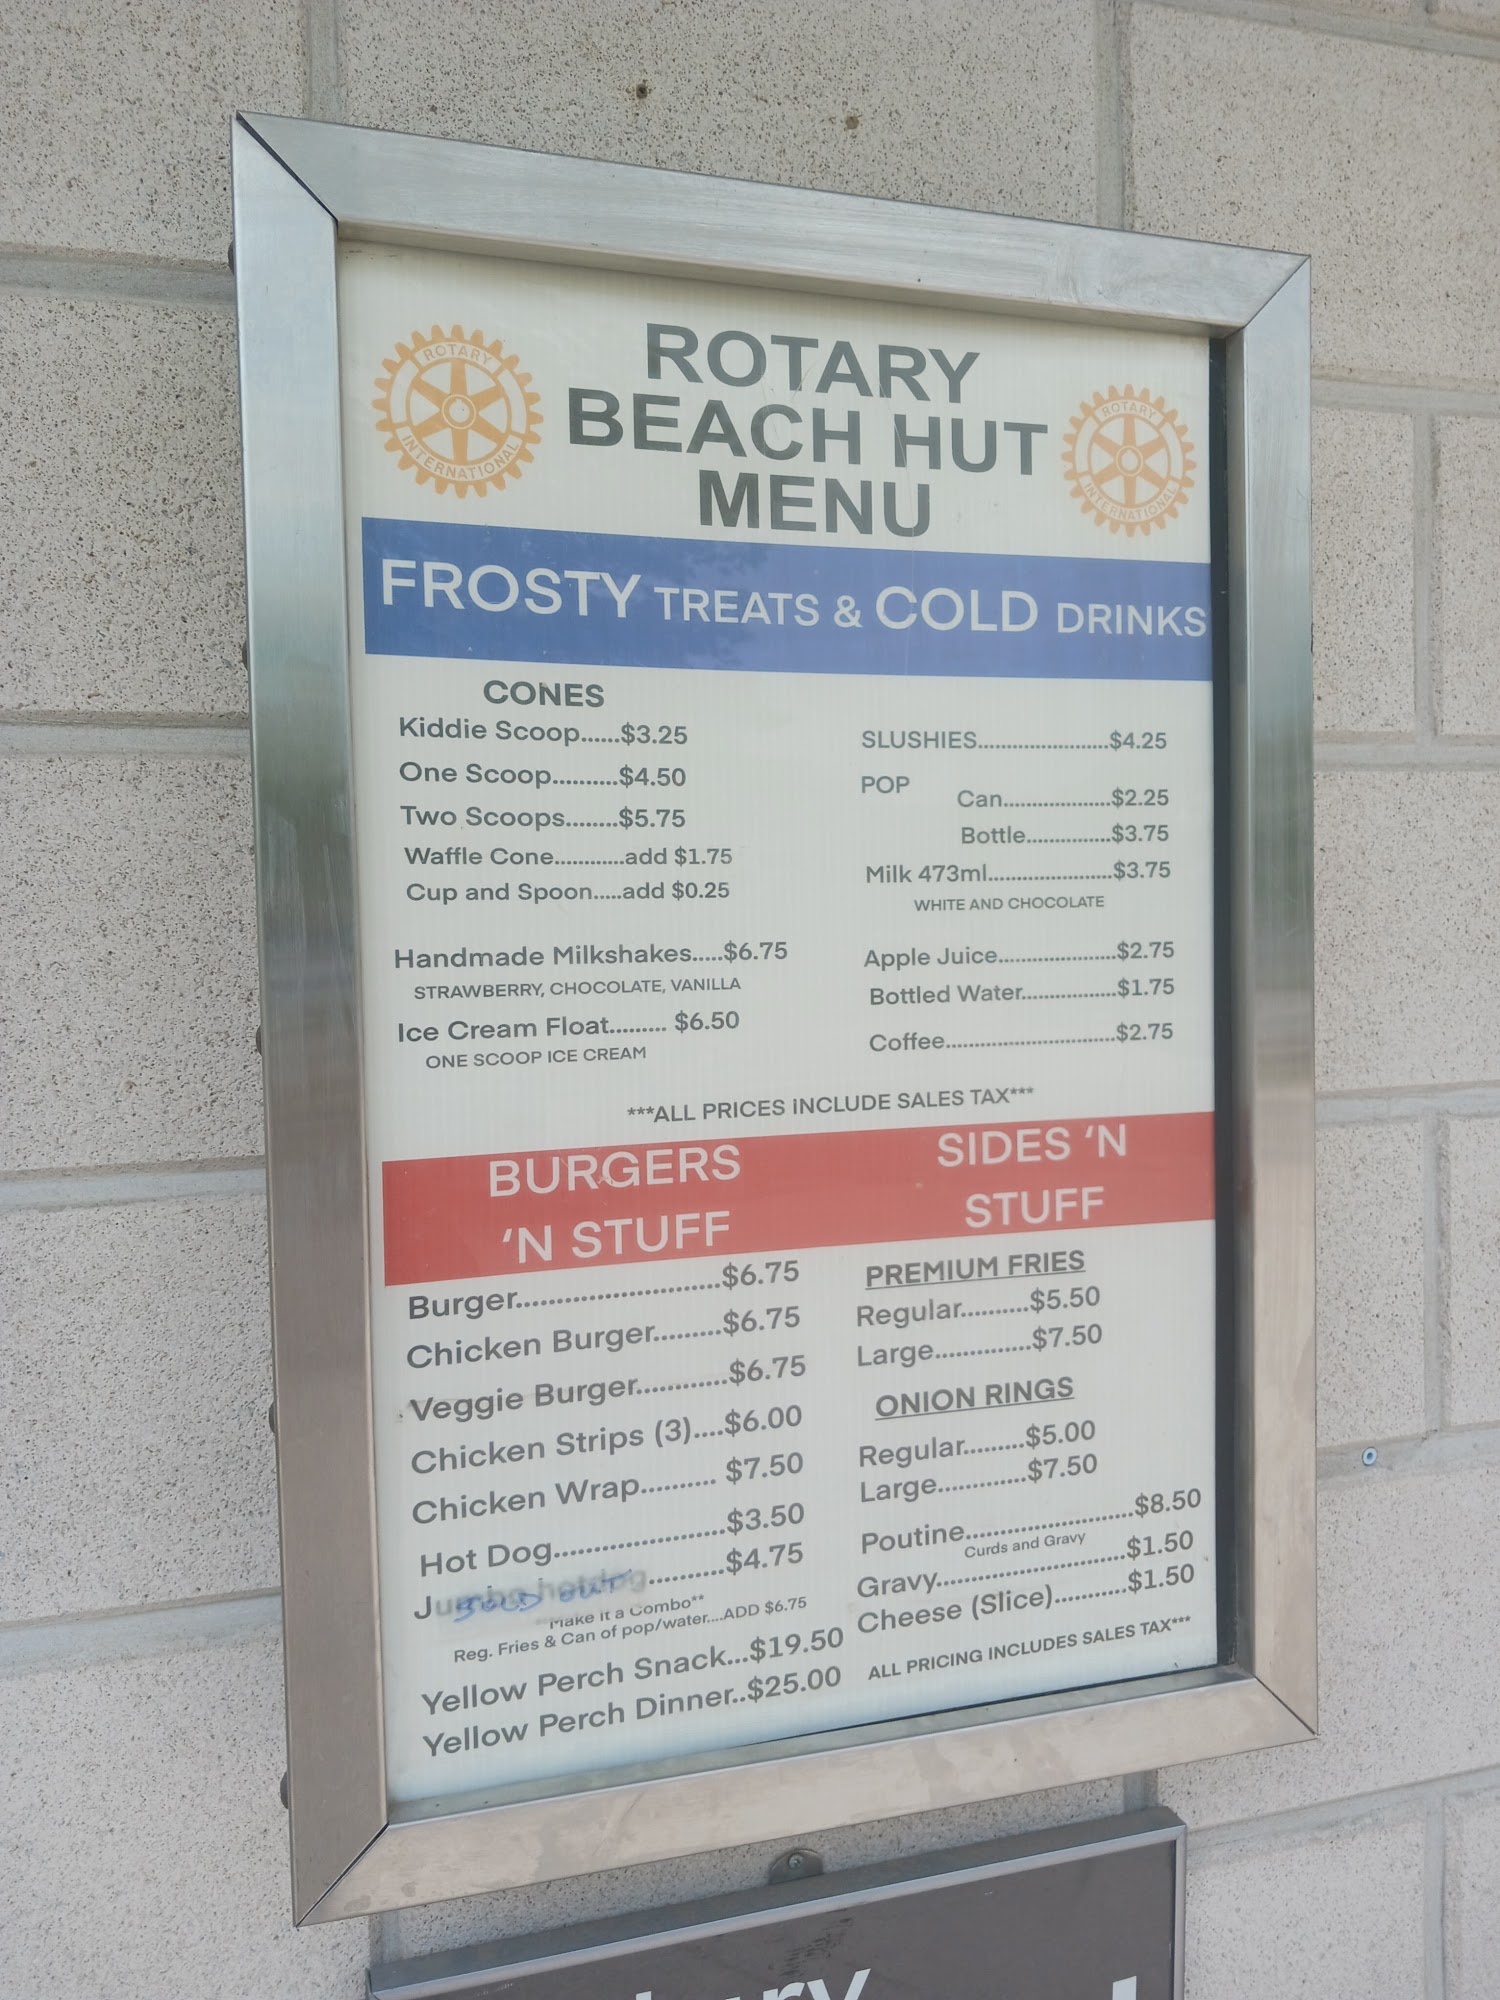 ROTARY
BEACH HUT
MENU
ROTARY
INTERNATIONAL
ROTARY
INTERNATIONAL
FROSTY TREATS & COLD DRINKS
CONES
Kiddie Scoop......$3.25
One Scoop..........$4.50
Two Scoops........$5.75
Waffle Cone............add $1.75
Cup and Spoon.....add $0.25
Handmade Milkshakes.....$6.75
STRAWBERRY, CHOCOLATE, VANILLA
Ice Cream Float......... $6.50
ONE SCOOP ICE CREAM
SLUSHIES........................$4.25
POP
Can....................$2.25
Bottle................$3.75
Milk 473ml.......................$3.75
WHITE AND CHOCOLATE
Apple Juice......................$2.75
Bottled Water..................$1.75
Coffee................................$2.75
***ALL PRICES INCLUDE SALES TAX***
BURGERS
'N STUFF
Burger..........................$6.75
Chicken Burger.........$6.75
Veggie Burger............$6.75
Chicken Strips (3)....$6.00
Chicken Wrap.......... $7.50
Hot Dog......................$3.50
Jumbo hotdog..........$4.75
SOLD OUT
Make it a Combo**
Reg. Fries & Can of pop/water....ADD $6.75
Yellow Perch Snack...$19.50
Yellow Perch Dinner..$25.00
SIDES 'N
STUFF
PREMIUM FRIES
Regular..........$5.50
Large..............$7.50
ONION RINGS
Regular.........$5.00
Large.............$7.50
Poutine........................$8.50
Curds and Gravy
Gravy...........................$1.50
Cheese (Slice)...........$1.50
ALL PRICING INCLUDES SALES TAX***